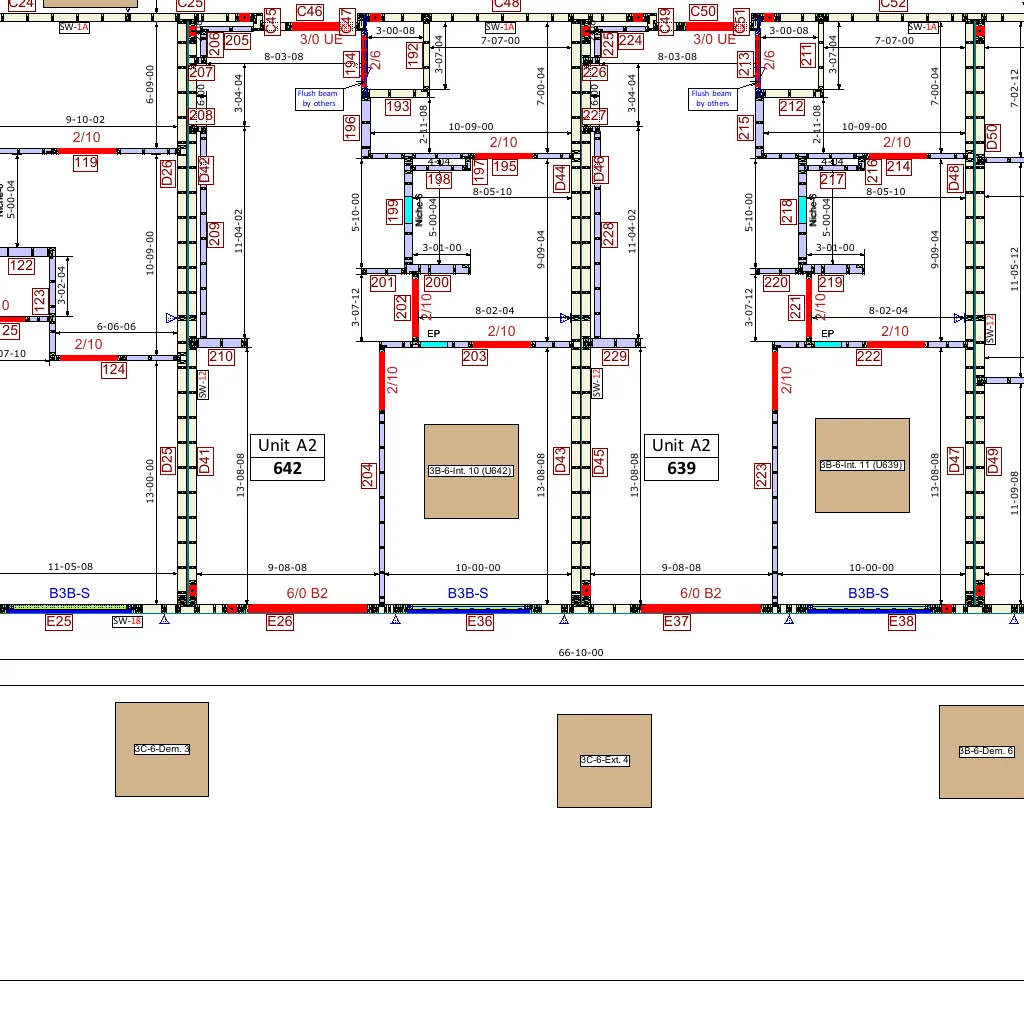 C24
C25
C45
C46
C47
C48
C49
C50
C51
C52
SW-1A
206
205
3/0 UE
3-00-08
SW-1A
225
224
3/0 UE
3-00-08
SW-1A
7-07-00
7-07-00
8-03-08
194
2/6
192
3-07-04
8-03-08
213
2/6
211
3-07-04
6-09-00
207
3-04-04
7-00-04
226
3-04-04
7-00-04
7-02-12
Flush beam
by others
Flush beam
by others
193
212
208
227
9-10-02
196
2-11-08
10-09-00
215
2-11-08
10-09-00
2/10
2/10
2/10
D50
119
D26
D42
4-04
197
195
D44
D46
4-04
216
214
D48
198
217
8-05-10
8-05-10
Niche-6
5-00-04
199
Niche-6
5-00-04
218
Niche-6
5-00-04
5-10-00
5-10-00
209
11-04-02
228
11-04-02
10-09-00
9-09-04
9-09-04
11-05-12
3-01-00
3-01-00
122
3-02-04
201
200
220
219
123
202
2/10
221
2/10
3-07-12
3-07-12
0
25
8-02-04
8-02-04
6-06-06
EP
2/10
EP
2/10
SW-12
2/10
07-10
210
203
229
222
124
SW-12
2/10
SW-12
2/10
Unit A2
642
Unit A2
639
D25
D41
13-00-00
13-08-08
204
3B-6-Int. 10 (U642)
13-08-08
D43
D45
13-08-08
223
3B-6-Int. 11 (U639)
13-08-08
D47
D49
11-09-08
11-05-08
9-08-08
10-00-00
9-08-08
10-00-00
B3B-S
6/0 B2
B3B-S
6/0 B2
B3B-S
E25
SW-18
E26
E36
E37
E38
66-10-00
3C-6-Dem. 3
3C-6-Ext. 4
3B-6-Dem. 6